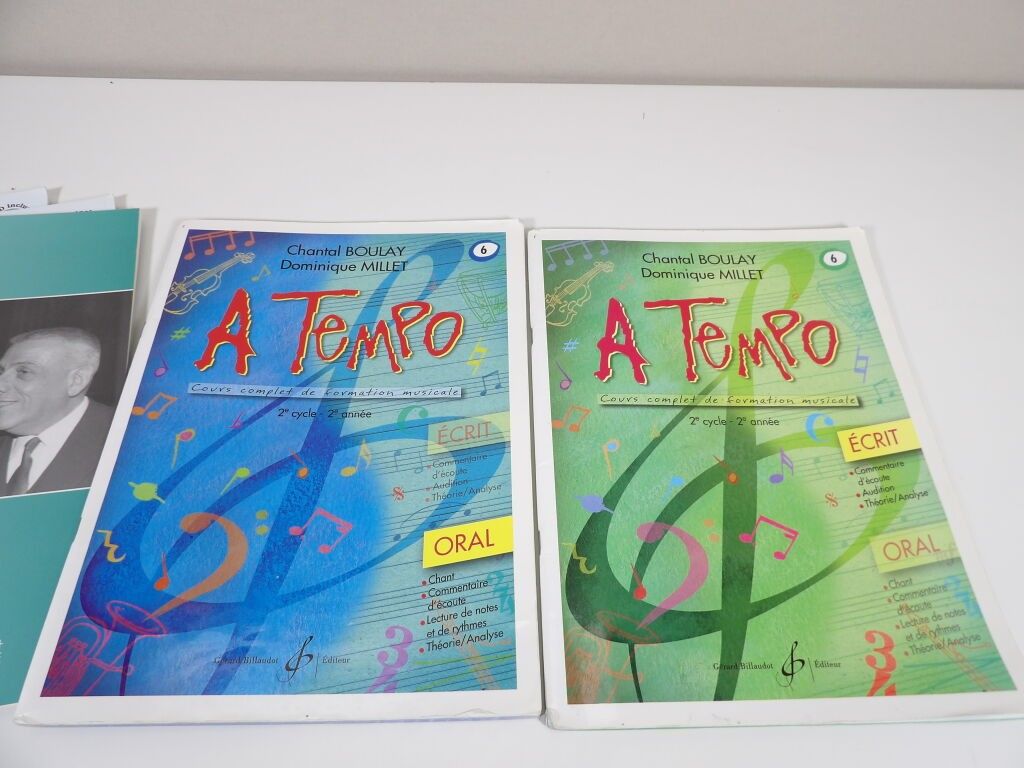 Chantal BOULAY
Dominique MILLET
6
A TEMPO
Cours complet de formation musicale
2e cycle - 2e année
ÉCRIT
• Commentaire
d'écoute
• Audition
• Théorie/Analyse
ORAL
• Chant
• Commentaire
d'écoute
• Lecture de notes
et de rythmes
• Théorie/Analyse
Gérard Billaudot Éditeur
Chantal BOULAY
Dominique MILLET
6
A TEMPO
Cours complet de formation musicale
2e cycle - 2e année
ÉCRIT
• Commentaire
d'écoute
• Audition
• Théorie/Analyse
ORAL
• Chant
• Commentaire
d'écoute
• Lecture de notes
et de rythmes
• Théorie/Analyse
Gérard Billaudot Éditeur